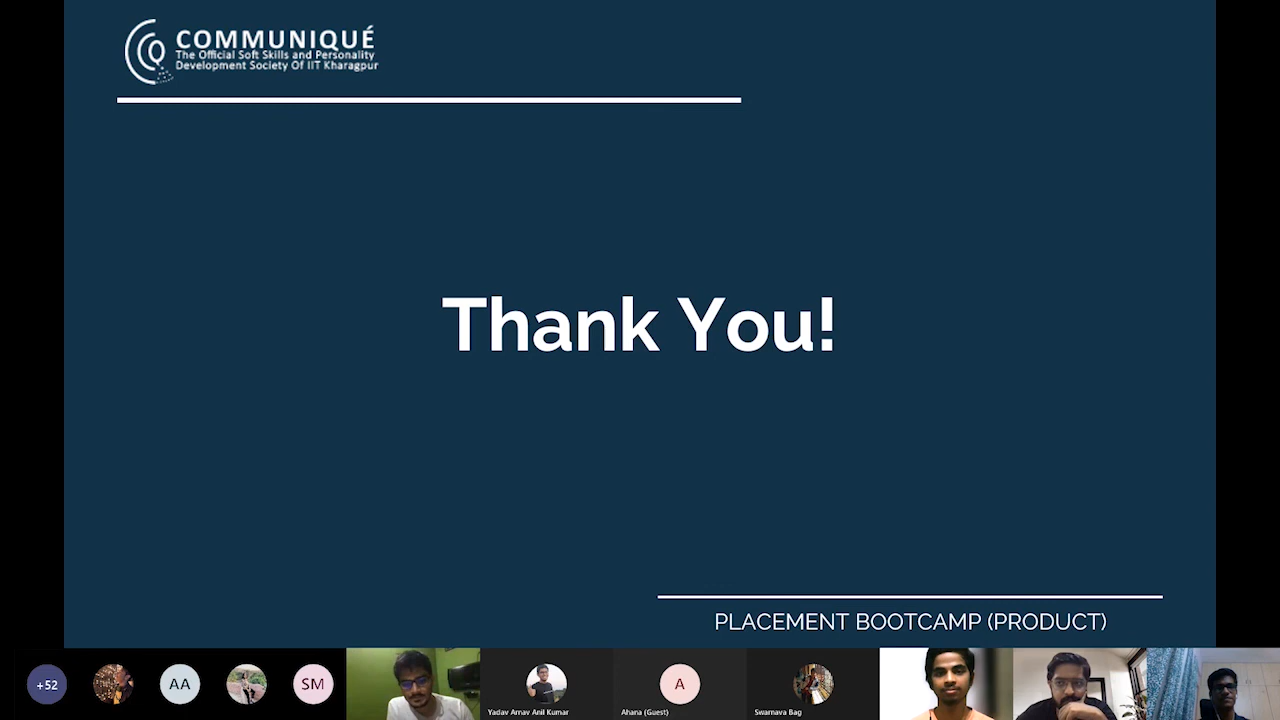 COMMUNIQUÉ
The Official Soft Skills and Personality
Development Society Of IIT Kharagpur
Thank You!
PLACEMENT BOOTCAMP (PRODUCT)
+52
AA
SM
A
Yadav Arnav Anil Kumar
Ahana (Guest)
Swarnava Bag